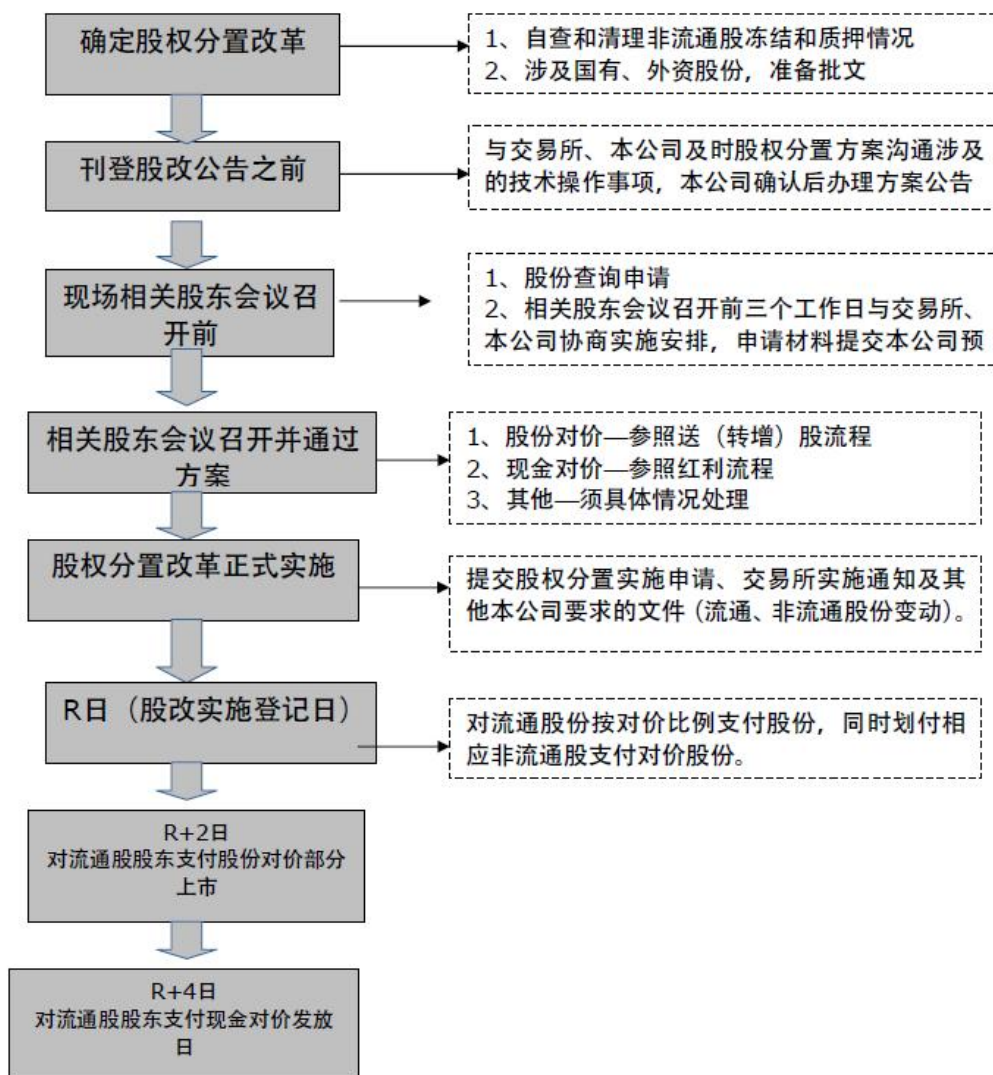 确定股权分置改革
1、自查和清理非流通股冻结和质押情况
2、涉及国有、外资股份，准备批文
刊登股改公告之前
与交易所、本公司及时股权分置方案沟通涉及
的技术操作事项，本公司确认后办理方案公告
现场相关股东会议召
开前
1、股份查询申请
2、相关股东会议召开前三个工作日与交易所、
本公司协商实施安排，申请材料提交本公司预
相关股东会议召开并通过
方案
1、股份对价—参照送（转增）股流程
2、现金对价—参照红利流程
3、其他—须具体情况处理
股权分置改革正式实施
提交股权分置实施申请、交易所实施通知及其
他本公司要求的文件（流通、非流通股份变动）。
R日（股改实施登记日）
对流通股份按对价比例支付股份，同时划付相
应非流通股支付对价股份。
R+2日
对流通股股东支付股份对价部分
上市
R+4日
对流通股股东支付现金对价发放
日